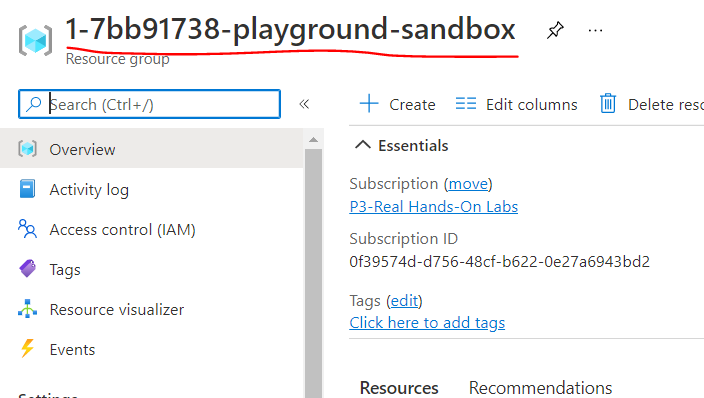 1-7bb91738-playground-sandbox
Resource group
Search (Ctrl+/)
Overview
Activity log
Access control (IAM)
Tags
Resource visualizer
Events
Create Edit columns Delete reso
Essentials
Subscription (move)
P3-Real Hands-On Labs
Subscription ID
0f39574d-d756-48cf-b622-0e27a6943bd2
Tags (edit)
Click here to add tags
Resources Recommendations